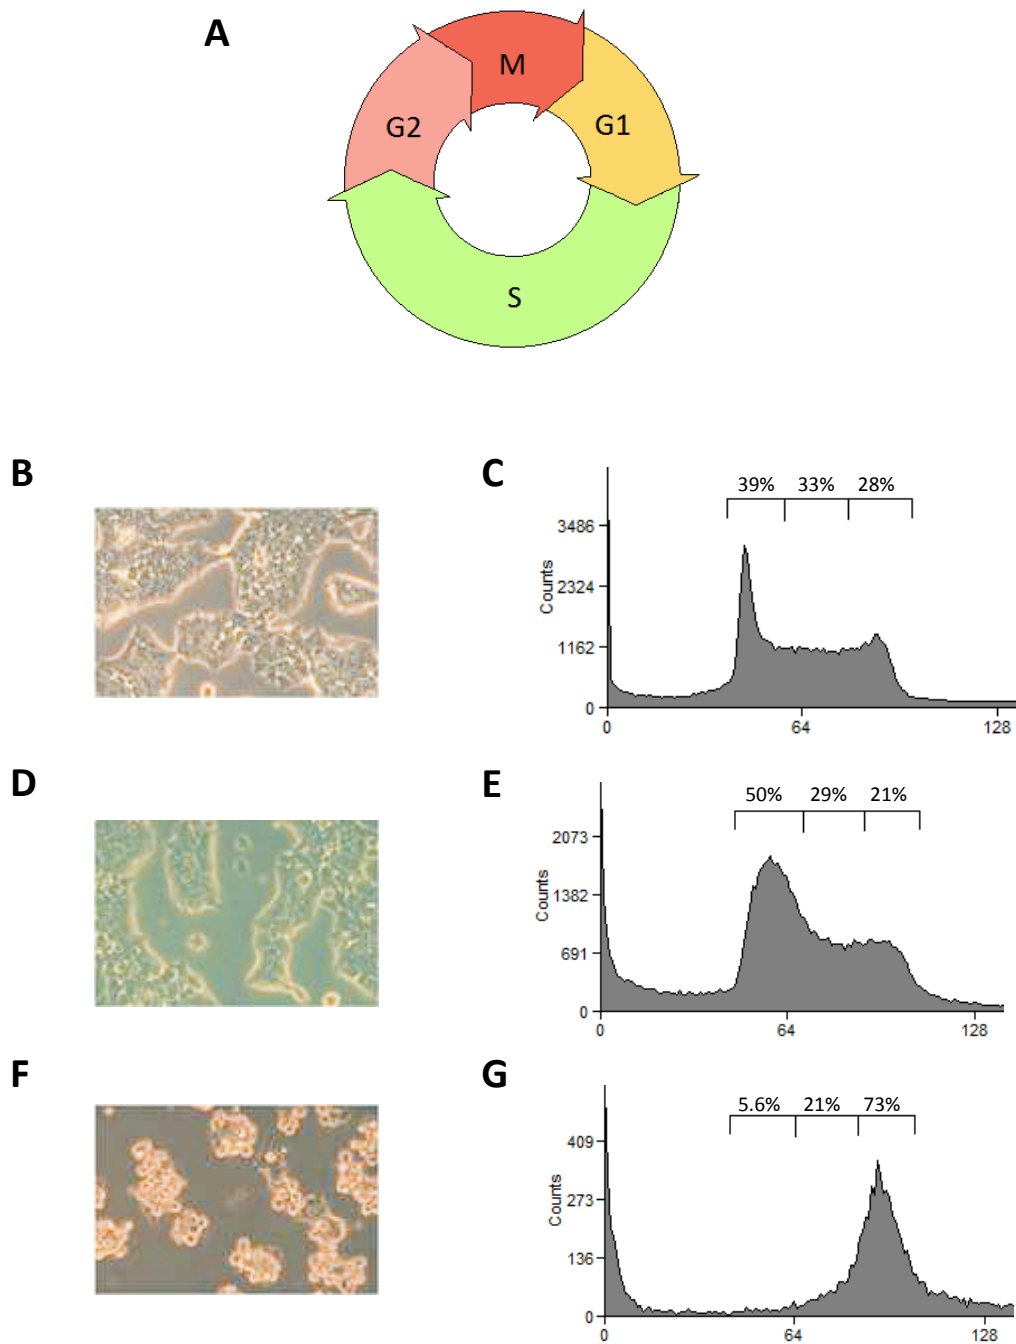 A
M
G2
G1
S
B
C
39% 33% 28%
3486
2324
1162
0
Counts
0 64 128
D
E
50% 29% 21%
2073
1382
691
0
Counts
0 64 128
F
G
5.6% 21% 73%
409
273
136
0
Counts
0 64 128